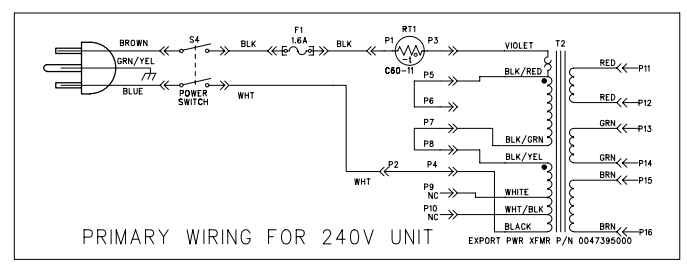 BROWN
S4
BLK
F1
1.6A
BLK
P1
RT1
P3
-t
C60-11
VIOLET
T2
GRN/YEL
BLUE
POWER
SWITCH
WHT
P5
BLK/RED
P6
P7
BLK/GRN
P8
BLK/YEL
P2
P4
WHT
P9
NC
WHITE
P10
NC
WHT/BLK
BLACK
RED
P11
RED
P12
GRN
P13
GRN
P14
BRN
P15
BRN
P16
PRIMARY WIRING FOR 240V UNIT
EXPORT PWR XFMR P/N 0047395000